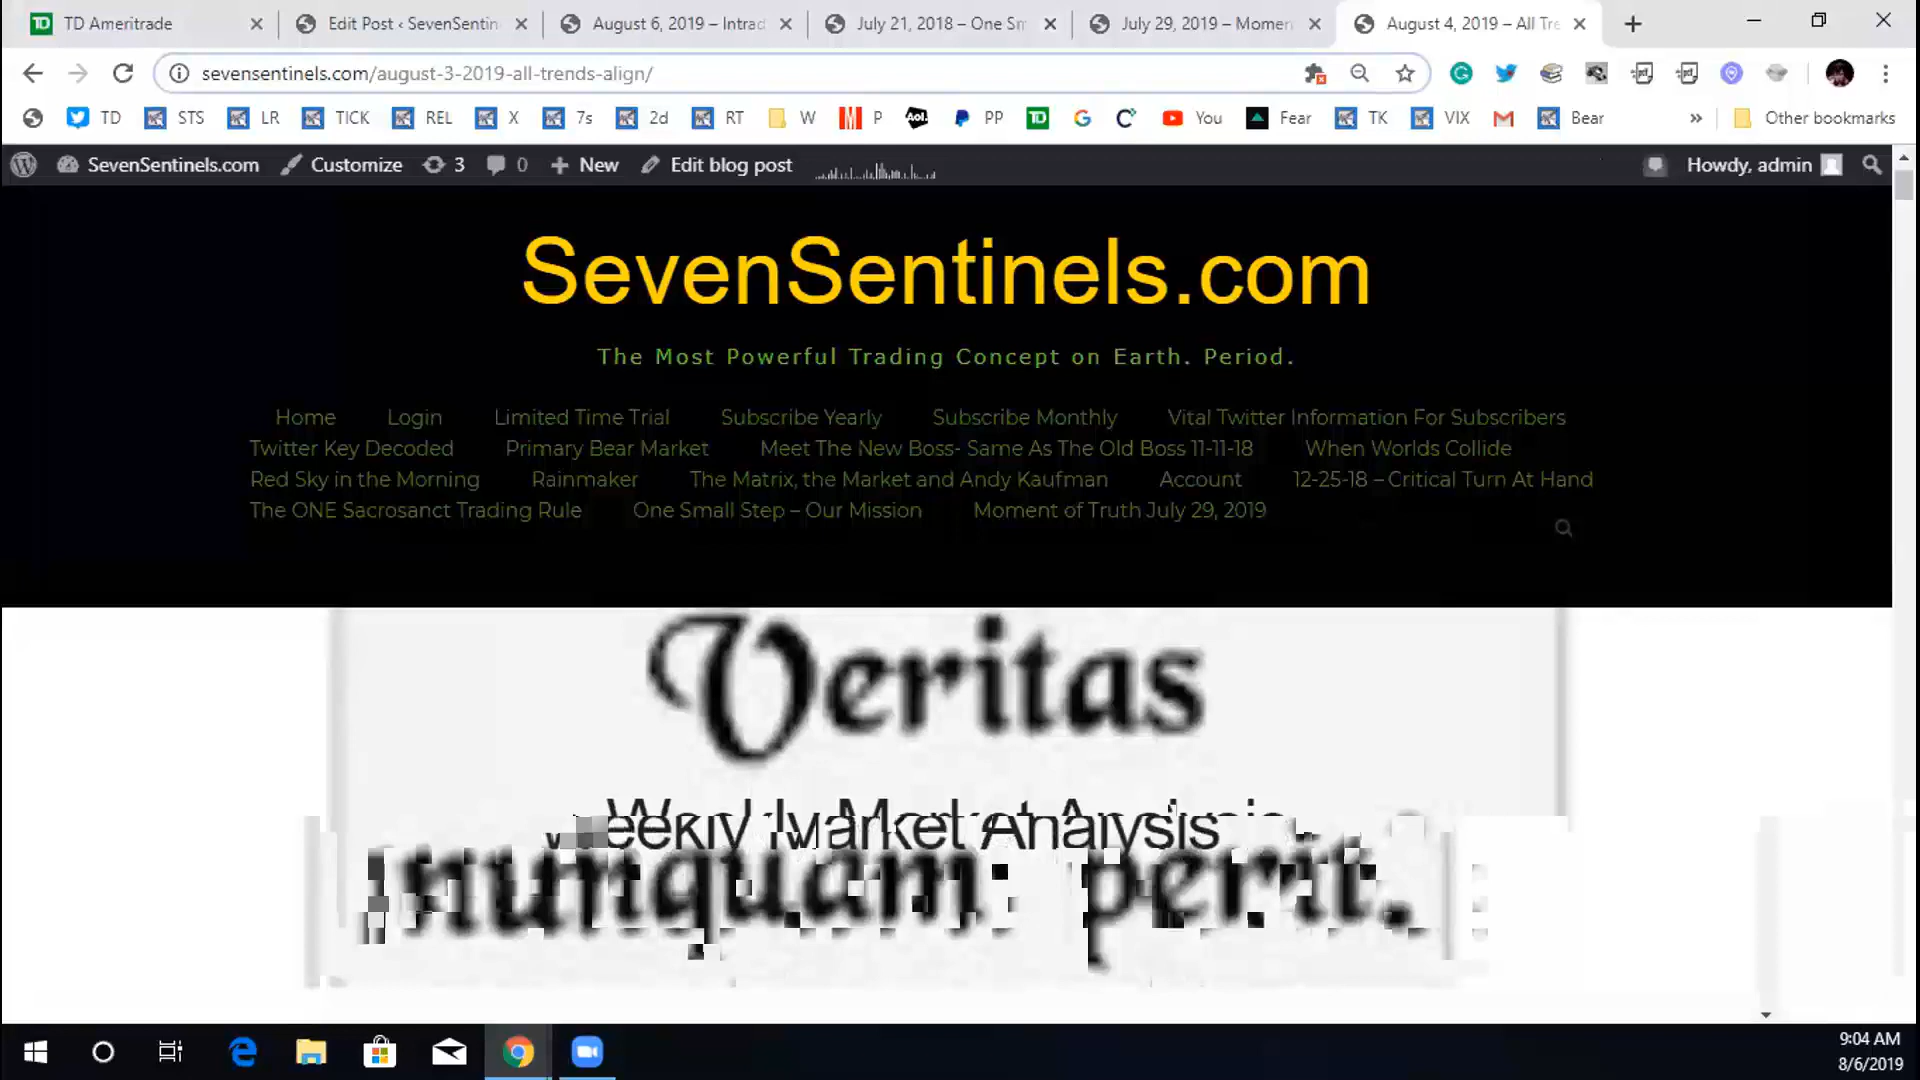 TD Ameritrade
Edit Post ‹ SevenSentin
August 6, 2019 – Intrad
July 21, 2018 – One Sm
July 29, 2019 – Momen
August 4, 2019 – All Tre
sevensentinels.com/august-3-2019-all-trends-align/
TD STS LR TICK REL X 7s 2d RT W P Aol. PP TD G C You Fear TK VIX Bear » Other bookmarks
SevenSentinels.com Customize 3 0 New Edit blog post Howdy, admin
SevenSentinels.com
The Most Powerful Trading Concept on Earth. Period.
Home Login Limited Time Trial Subscribe Yearly Subscribe Monthly Vital Twitter Information For Subscribers
Twitter Key Decoded Primary Bear Market Meet The New Boss- Same As The Old Boss 11-11-18 When Worlds Collide
Red Sky in the Morning Rainmaker The Matrix, the Market and Andy Kaufman Account 12-25-18 – Critical Turn At Hand
The ONE Sacrosanct Trading Rule One Small Step – Our Mission Moment of Truth July 29, 2019
Veritas
Weekly Market Analysis
nunquam perit.
9:04 AM
8/6/2019